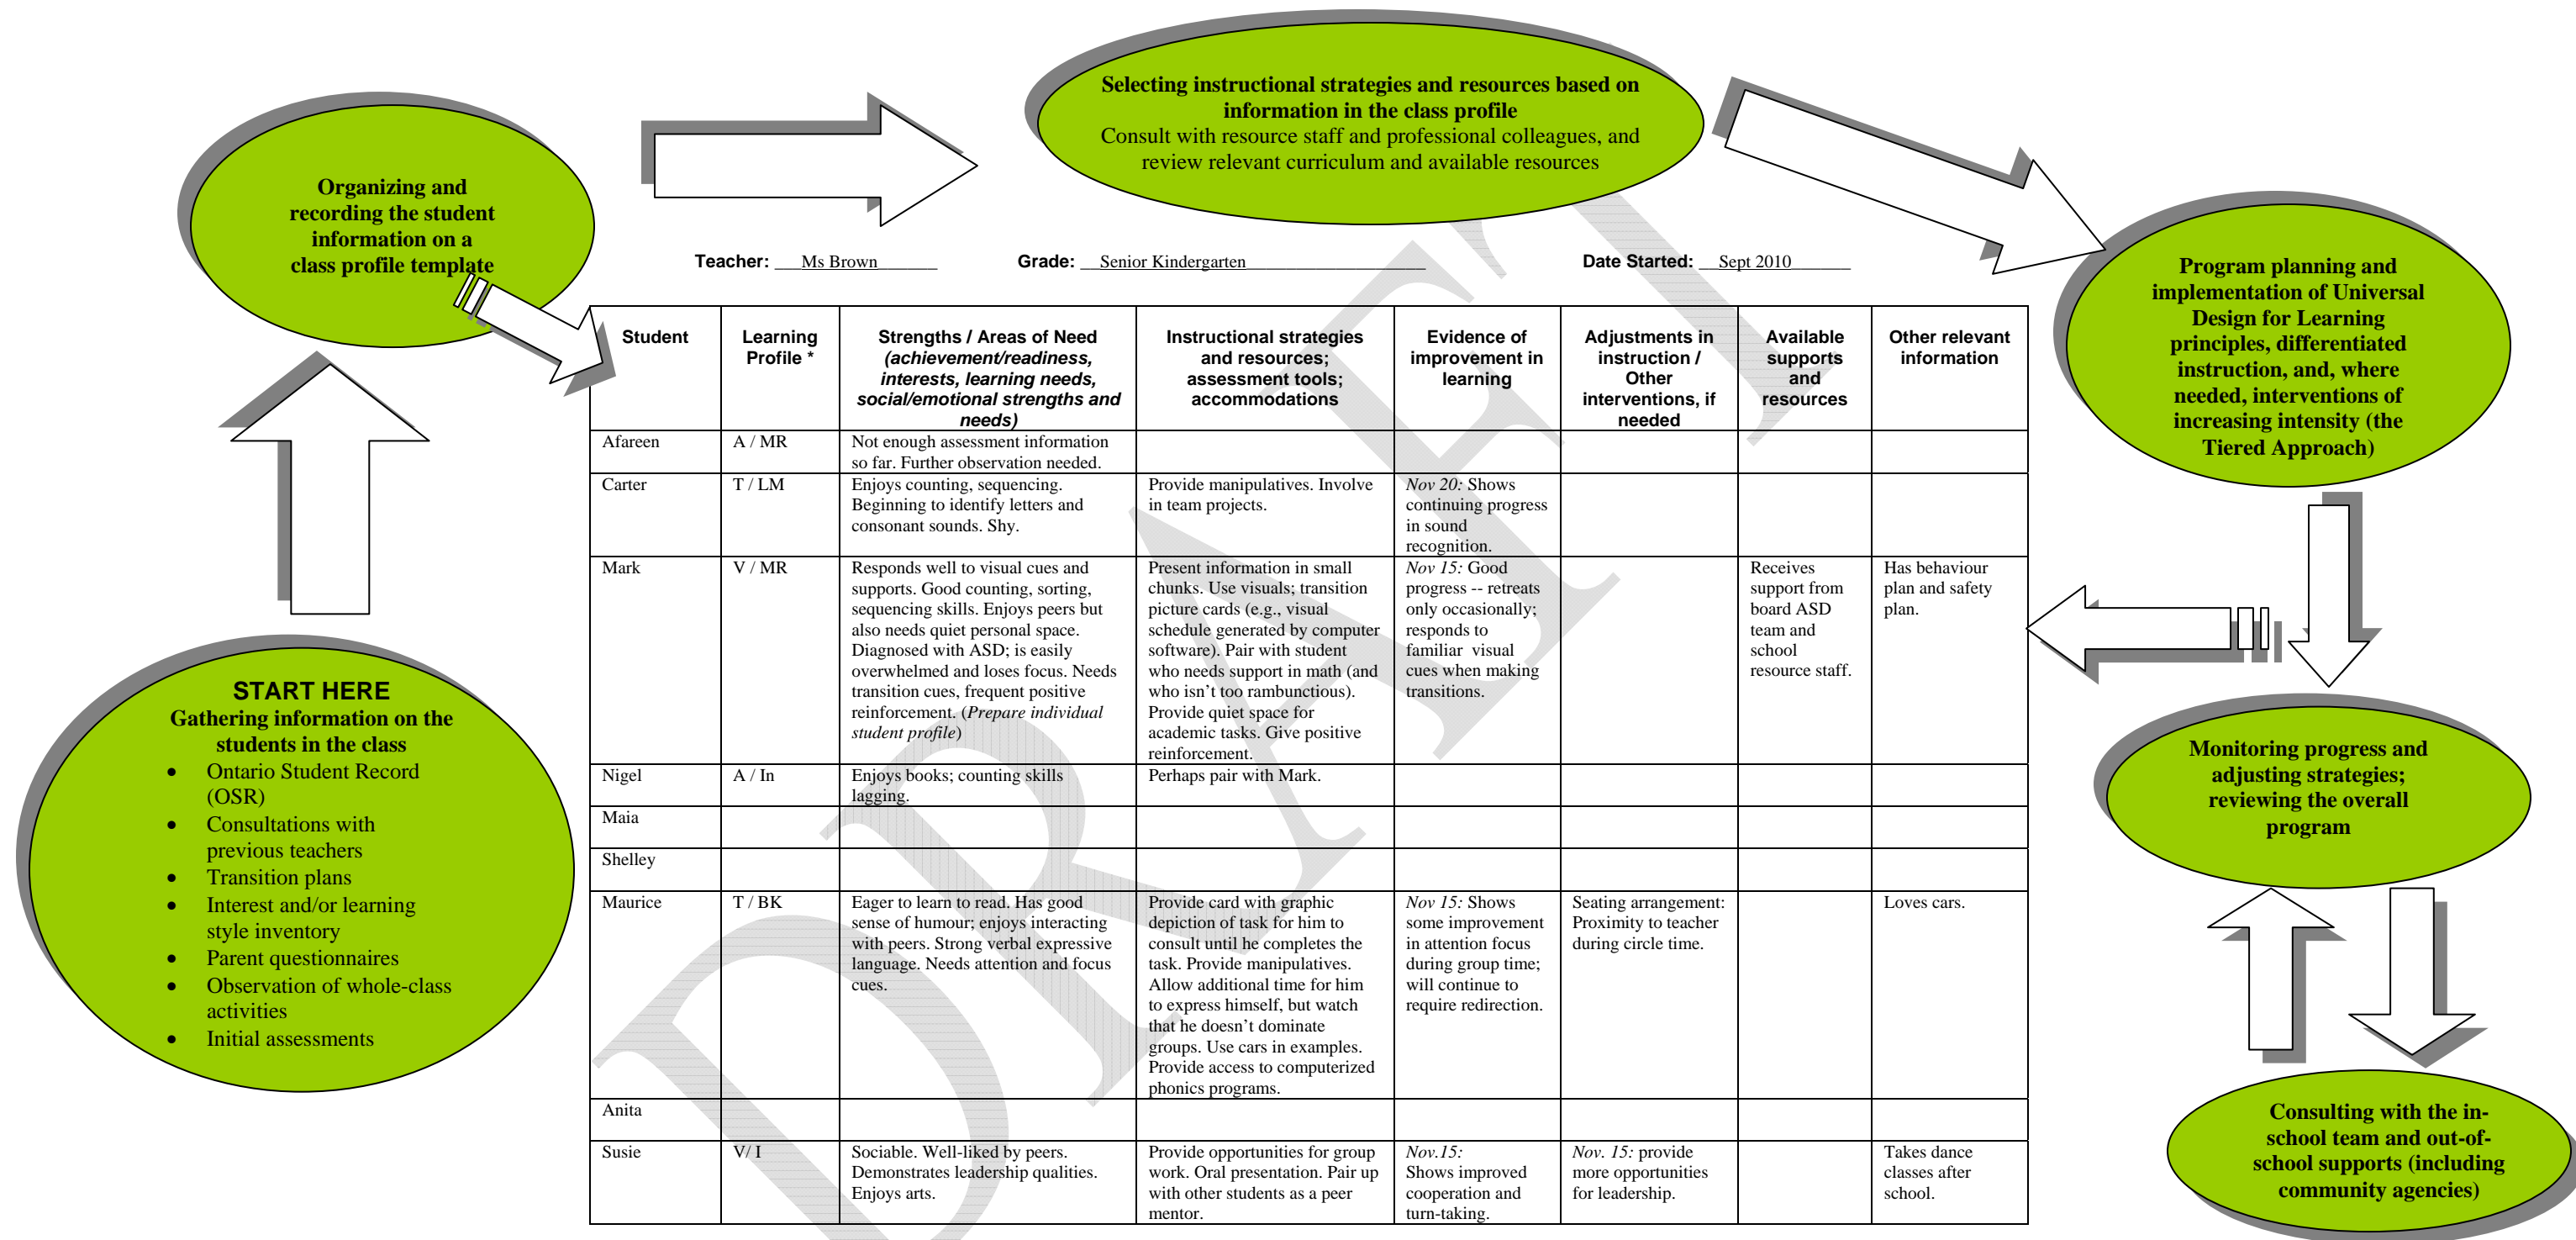 Selecting instructional strategies and resources based on
information in the class profile
Consult with resource staff and professional colleagues, and
review relevant curriculum and available resources
Organizing and
recording the student
information on a
class profile template
Program planning and
implementation of Universal
Design for Learning
principles, differentiated
instruction, and, where
needed, interventions of
increasing intensity (the
Tiered Approach)
Monitoring progress and
adjusting strategies;
reviewing the overall
program
Consulting with the in-
school team and out-of-
school supports (including
community agencies)
START HERE
Gathering information on the
students in the class
• Ontario Student Record
(OSR)
• Consultations with
previous teachers
• Transition plans
• Interest and/or learning
style inventory
• Parent questionnaires
• Observation of whole-class
activities
• Initial assessments
Teacher: ___Ms Brown______ Grade: __Senior Kindergarten__________________ Date Started: __Sept 2010______
Student
Learning
Profile *
Strengths / Areas of Need
(achievement/readiness,
interests, learning needs,
social/emotional strengths and
needs)
Instructional strategies
and resources;
assessment tools;
accommodations
Evidence of
improvement in
learning
Adjustments in
instruction /
Other
interventions, if
needed
Available
supports
and
resources
Other relevant
information
Afareen
A / MR
Not enough assessment information
so far. Further observation needed.
Carter
T / LM
Enjoys counting, sequencing.
Beginning to identify letters and
consonant sounds. Shy.
Provide manipulatives. Involve
in team projects.
Nov 20: Shows
continuing progress
in sound
recognition.
Mark
V / MR
Responds well to visual cues and
supports. Good counting, sorting,
sequencing skills. Enjoys peers but
also needs quiet personal space.
Diagnosed with ASD; is easily
overwhelmed and loses focus. Needs
transition cues, frequent positive
reinforcement. (Prepare individual
student profile)
Present information in small
chunks. Use visuals; transition
picture cards (e.g., visual
schedule generated by computer
software). Pair with student
who needs support in math (and
who isn't too rambunctious).
Provide quiet space for
academic tasks. Give positive
reinforcement.
Nov 15: Good
progress -- retreats
only occasionally;
responds to
familiar visual
cues when making
transitions.
Receives
support from
board ASD
team and
school
resource staff.
Has behaviour
plan and safety
plan.
Nigel
A / In
Enjoys books; counting skills
lagging.
Perhaps pair with Mark.
Maia
Shelley
Maurice
T / BK
Eager to learn to read. Has good
sense of humour; enjoys interacting
with peers. Strong verbal expressive
language. Needs attention and focus
cues.
Provide card with graphic
depiction of task for him to
consult until he completes the
task. Provide manipulatives.
Allow additional time for him
to express himself, but watch
that he doesn't dominate
groups. Use cars in examples.
Provide access to computerized
phonics programs.
Nov 15: Shows
some improvement
in attention focus
during group time;
will continue to
require redirection.
Seating arrangement:
Proximity to teacher
during circle time.
Loves cars.
Anita
Susie
V/ I
Sociable. Well-liked by peers.
Demonstrates leadership qualities.
Enjoys arts.
Provide opportunities for group
work. Oral presentation. Pair up
with other students as a peer
mentor.
Nov.15:
Shows improved
cooperation and
turn-taking.
Nov. 15: provide
more opportunities
for leadership.
Takes dance
classes after
school.
DRAFT